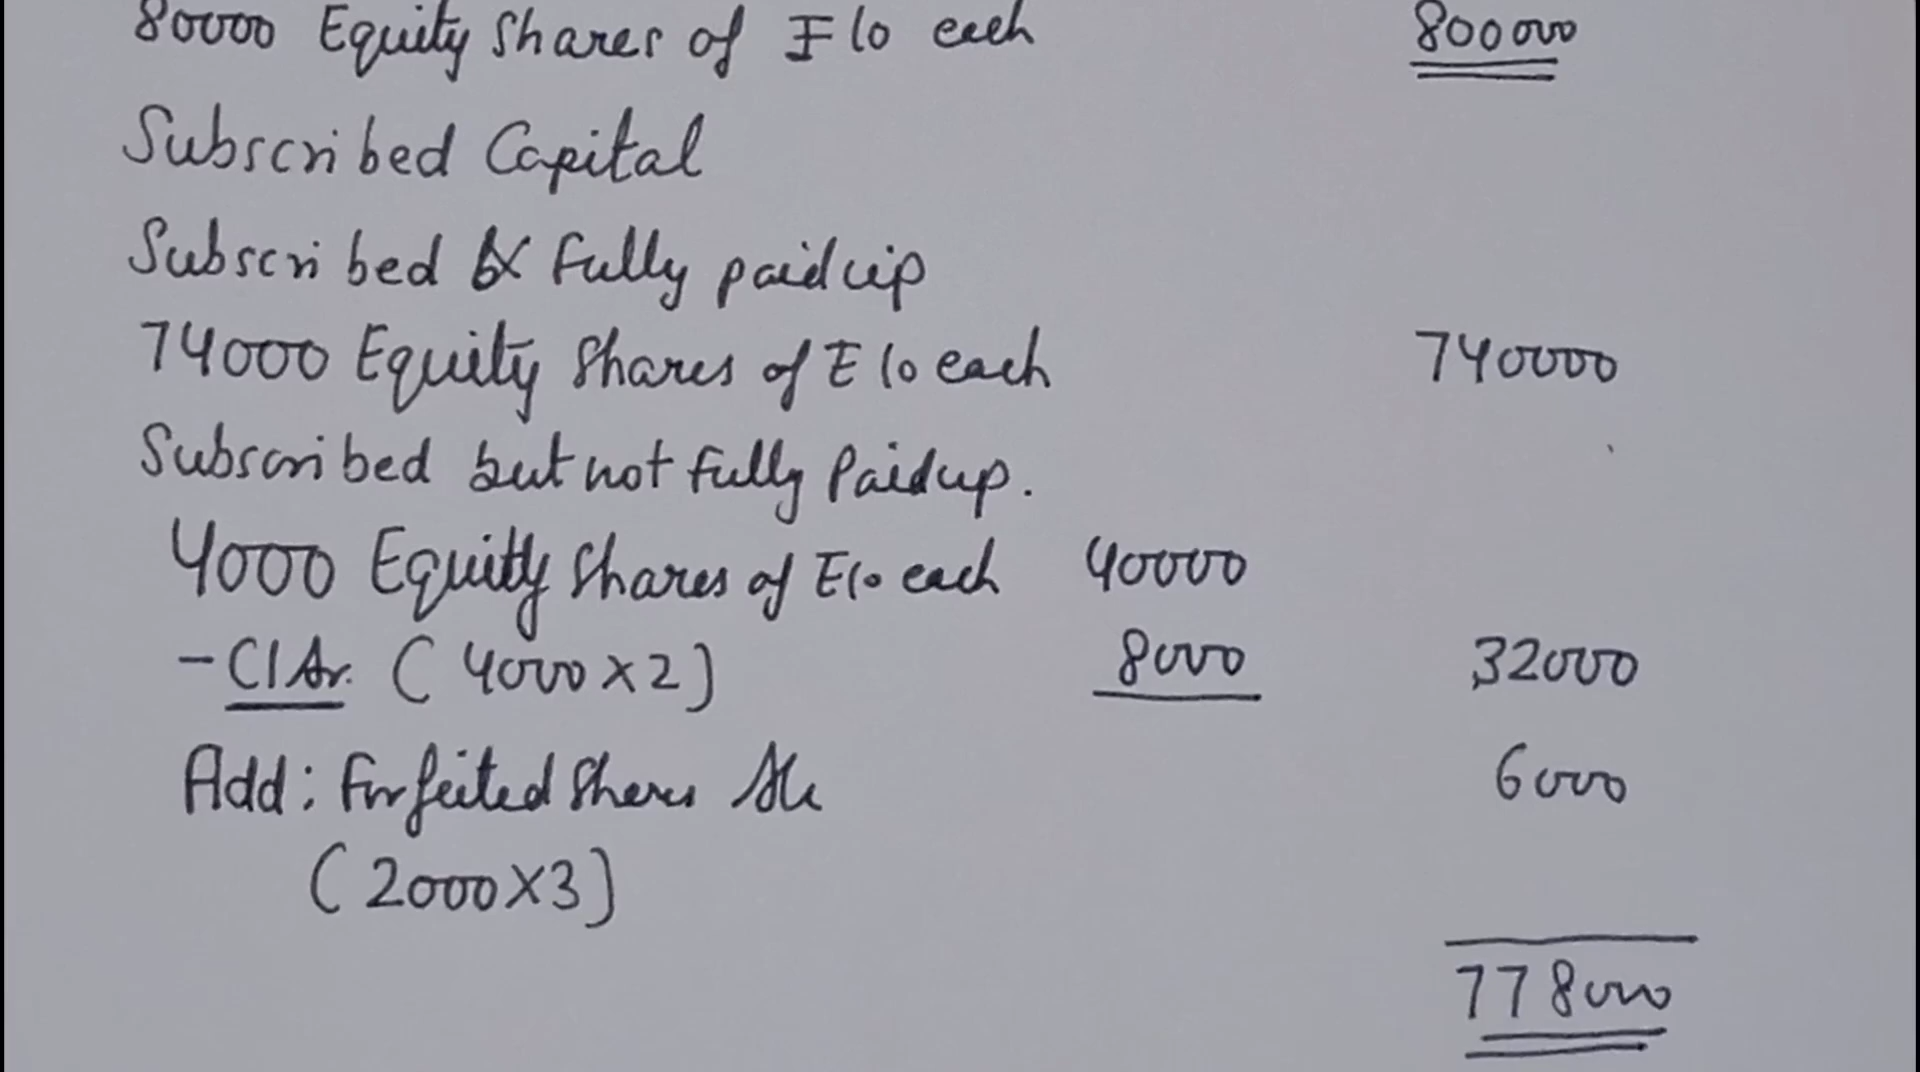 80000 Equity Shares of ₹10 each 800000
Subscribed Capital
Subscribed & fully paidup
74000 Equity Shares of ₹10 each 740000
Subscribed but not fully Paidup.
4000 Equity Shares of ₹10 each 40000
- CIAr. (4000×2) 8000 32000
Add: Forfeited Shares A/c 6000
(2000×3)
778000